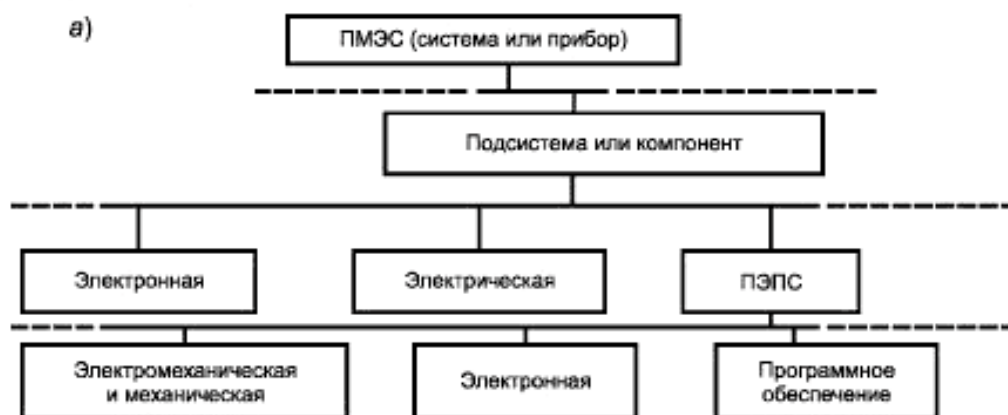 а)
ПМЭС (система или прибор)
Подсистема или компонент
Электронная
Электрическая
ПЭПС
Электромеханическая
и механическая
Электронная
Программное
обеспечение